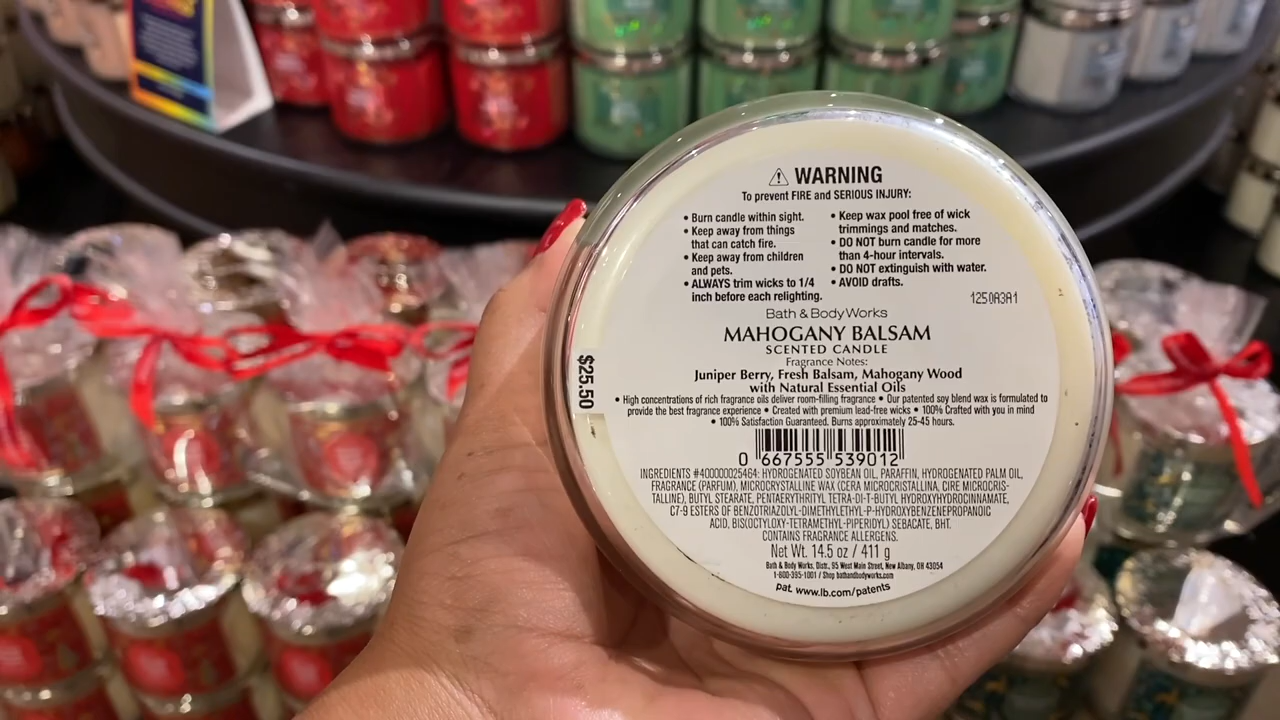 ⚠ WARNING
To prevent FIRE and SERIOUS INJURY:
• Burn candle within sight.
• Keep away from things
that can catch fire.
• Keep away from children
and pets.
• ALWAYS trim wicks to 1/4
inch before each relighting.
• Keep wax pool free of wick
trimmings and matches.
• DO NOT burn candle for more
than 4-hour intervals.
• DO NOT extinguish with water.
• AVOID drafts.
1250A3A1
Bath & Body Works
MAHOGANY BALSAM
SCENTED CANDLE
Fragrance Notes:
Juniper Berry, Fresh Balsam, Mahogany Wood
with Natural Essential Oils
$25.50
• High concentrations of rich fragrance oils deliver room-filling fragrance • Our patented soy blend wax is formulated to
provide the best fragrance experience • Created with premium lead-free wicks • 100% Crafted with you in mind
• 100% Satisfaction Guaranteed. Burns approximately 25-45 hours.
0 667555 539012
INGREDIENTS #400000025464: HYDROGENATED SOYBEAN OIL, PARAFFIN, HYDROGENATED PALM OIL,
FRAGRANCE (PARFUM), MICROCRYSTALLINE WAX (CERA MICROCRISTALLINA, CIRE MICROCRIS-
TALLINE), BUTYL STEARATE, PENTAERYTHRITYL TETRA-DI-T-BUTYL HYDROXYHYDROCINNAMATE,
C7-9 ESTERS OF BENZOTRIAZOLYL-DIMETHYLETHYL-P-HYDROXYBENZENEPROPANOIC
ACID, BIS(OCTYLOXY-TETRAMETHYL-PIPERIDYL) SEBACATE, BHT.
CONTAINS FRAGRANCE ALLERGENS.
Net Wt. 14.5 oz / 411 g
Bath & Body Works, Distr., 95 West Main Street, New Albany, OH 43054
1-800-395-1001 / Shop bathandbodyworks.com
pat. www.lb.com/patents